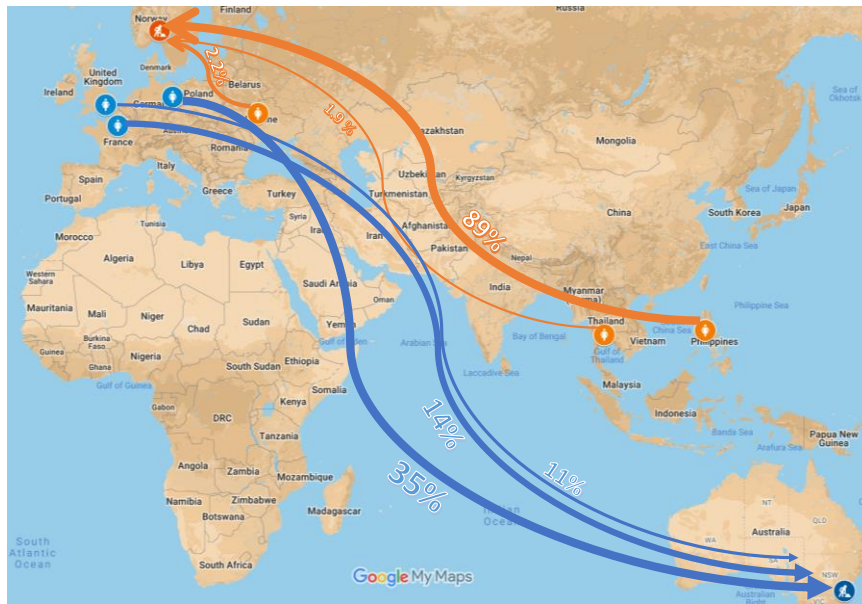 Finland
Russia
Norway
2.2%
United
Kingdom
Denmark
Ireland
Poland
Belarus
Sea of
Okhotsk
1.9%
France
Romania
Kazakhstan
Mongolia
Italy
Spain
Portugal
Greece
Turkey
Uzbekistan
Kyrgyzstan
Turkmenistan
Sea of Japan
Japan
South Korea
China
Tunisia
Syria
Iran
Afghanistan
89%
Morocco
Pakistan
East China Sea
Algeria
Libya
Egypt
Nepal
Western
Sahara
Saudi Arabia
India
Myanmar
Oman
Mauritania
Mali
Niger
Chad
Sudan
Yemen
Thailand
Philippine Sea
China Sea
Philippines
Vietnam
Burkina
Faso
Bay of Bengal
Arabian Sea
Guinea
Nigeria
Ethiopia
South Sudan
Gulf of
Thailand
Ghana
Laccadive Sea
Gulf of Guinea
Somalia
Malaysia
Kenya
Gabon
DRC
14%
Indonesia
Tanzania
Banda Sea
Papua New
Guinea
Arafura Sea
Angola
Zambia
Mozambique
35%
11%
Namibia
Zimbabwe
Botswana
Madagascar
Ocean
NT
QLD
Australia
WA
South
Atlantic
Ocean
South Africa
Google My Maps
SA
NSW
Great
Australian
Bight
VIC